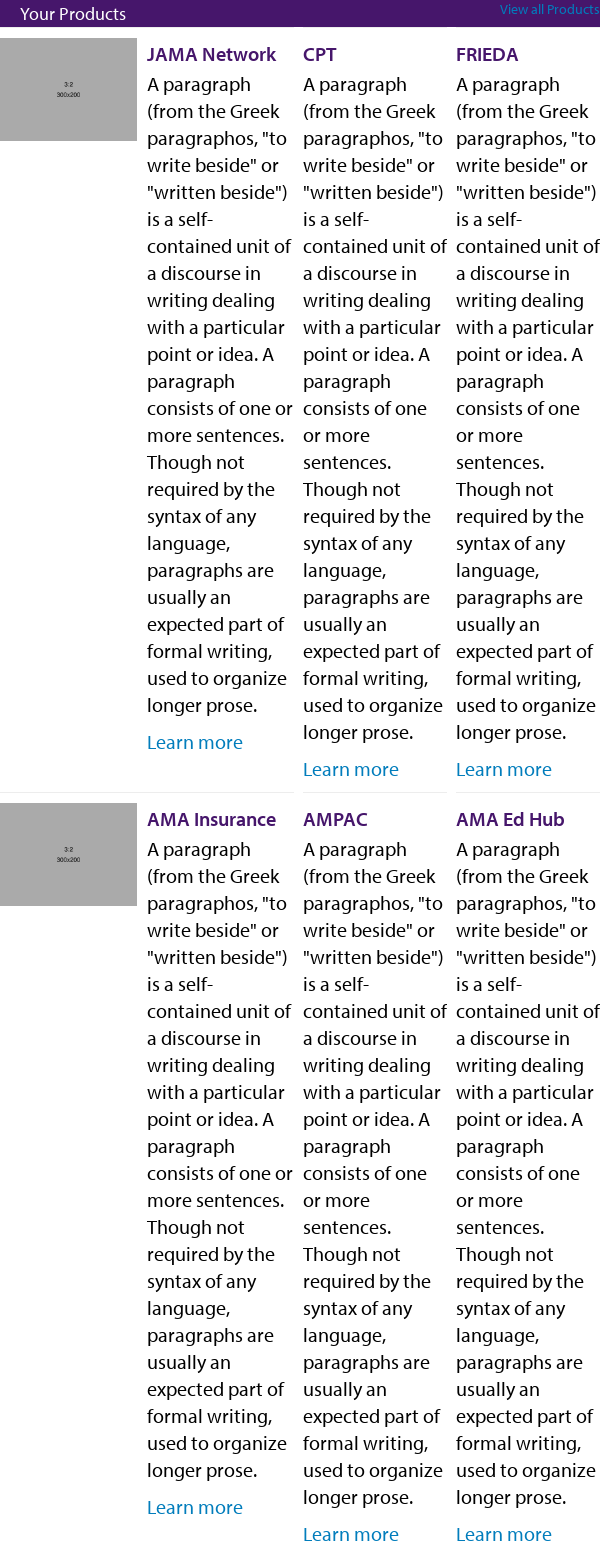 Your Products
View all Products
3:2
300x200
JAMA Network
A paragraph
(from the Greek
paragraphos, "to
write beside" or
"written beside")
is a self-
contained unit of
a discourse in
writing dealing
with a particular
point or idea. A
paragraph
consists of one or
more sentences.
Though not
required by the
syntax of any
language,
paragraphs are
usually an
expected part of
formal writing,
used to organize
longer prose.
Learn more
CPT
A paragraph
(from the Greek
paragraphos, "to
write beside" or
"written beside")
is a self-
contained unit of
a discourse in
writing dealing
with a particular
point or idea. A
paragraph
consists of one
or more
sentences.
Though not
required by the
syntax of any
language,
paragraphs are
usually an
expected part of
formal writing,
used to organize
longer prose.
Learn more
FRIEDA
A paragraph
(from the Greek
paragraphos, "to
write beside" or
"written beside")
is a self-
contained unit of
a discourse in
writing dealing
with a particular
point or idea. A
paragraph
consists of one
or more
sentences.
Though not
required by the
syntax of any
language,
paragraphs are
usually an
expected part of
formal writing,
used to organize
longer prose.
Learn more
3:2
300x200
AMA Insurance
A paragraph
(from the Greek
paragraphos, "to
write beside" or
"written beside")
is a self-
contained unit of
a discourse in
writing dealing
with a particular
point or idea. A
paragraph
consists of one or
more sentences.
Though not
required by the
syntax of any
language,
paragraphs are
usually an
expected part of
formal writing,
used to organize
longer prose.
Learn more
AMPAC
A paragraph
(from the Greek
paragraphos, "to
write beside" or
"written beside")
is a self-
contained unit of
a discourse in
writing dealing
with a particular
point or idea. A
paragraph
consists of one
or more
sentences.
Though not
required by the
syntax of any
language,
paragraphs are
usually an
expected part of
formal writing,
used to organize
longer prose.
Learn more
AMA Ed Hub
A paragraph
(from the Greek
paragraphos, "to
write beside" or
"written beside")
is a self-
contained unit of
a discourse in
writing dealing
with a particular
point or idea. A
paragraph
consists of one
or more
sentences.
Though not
required by the
syntax of any
language,
paragraphs are
usually an
expected part of
formal writing,
used to organize
longer prose.
Learn more